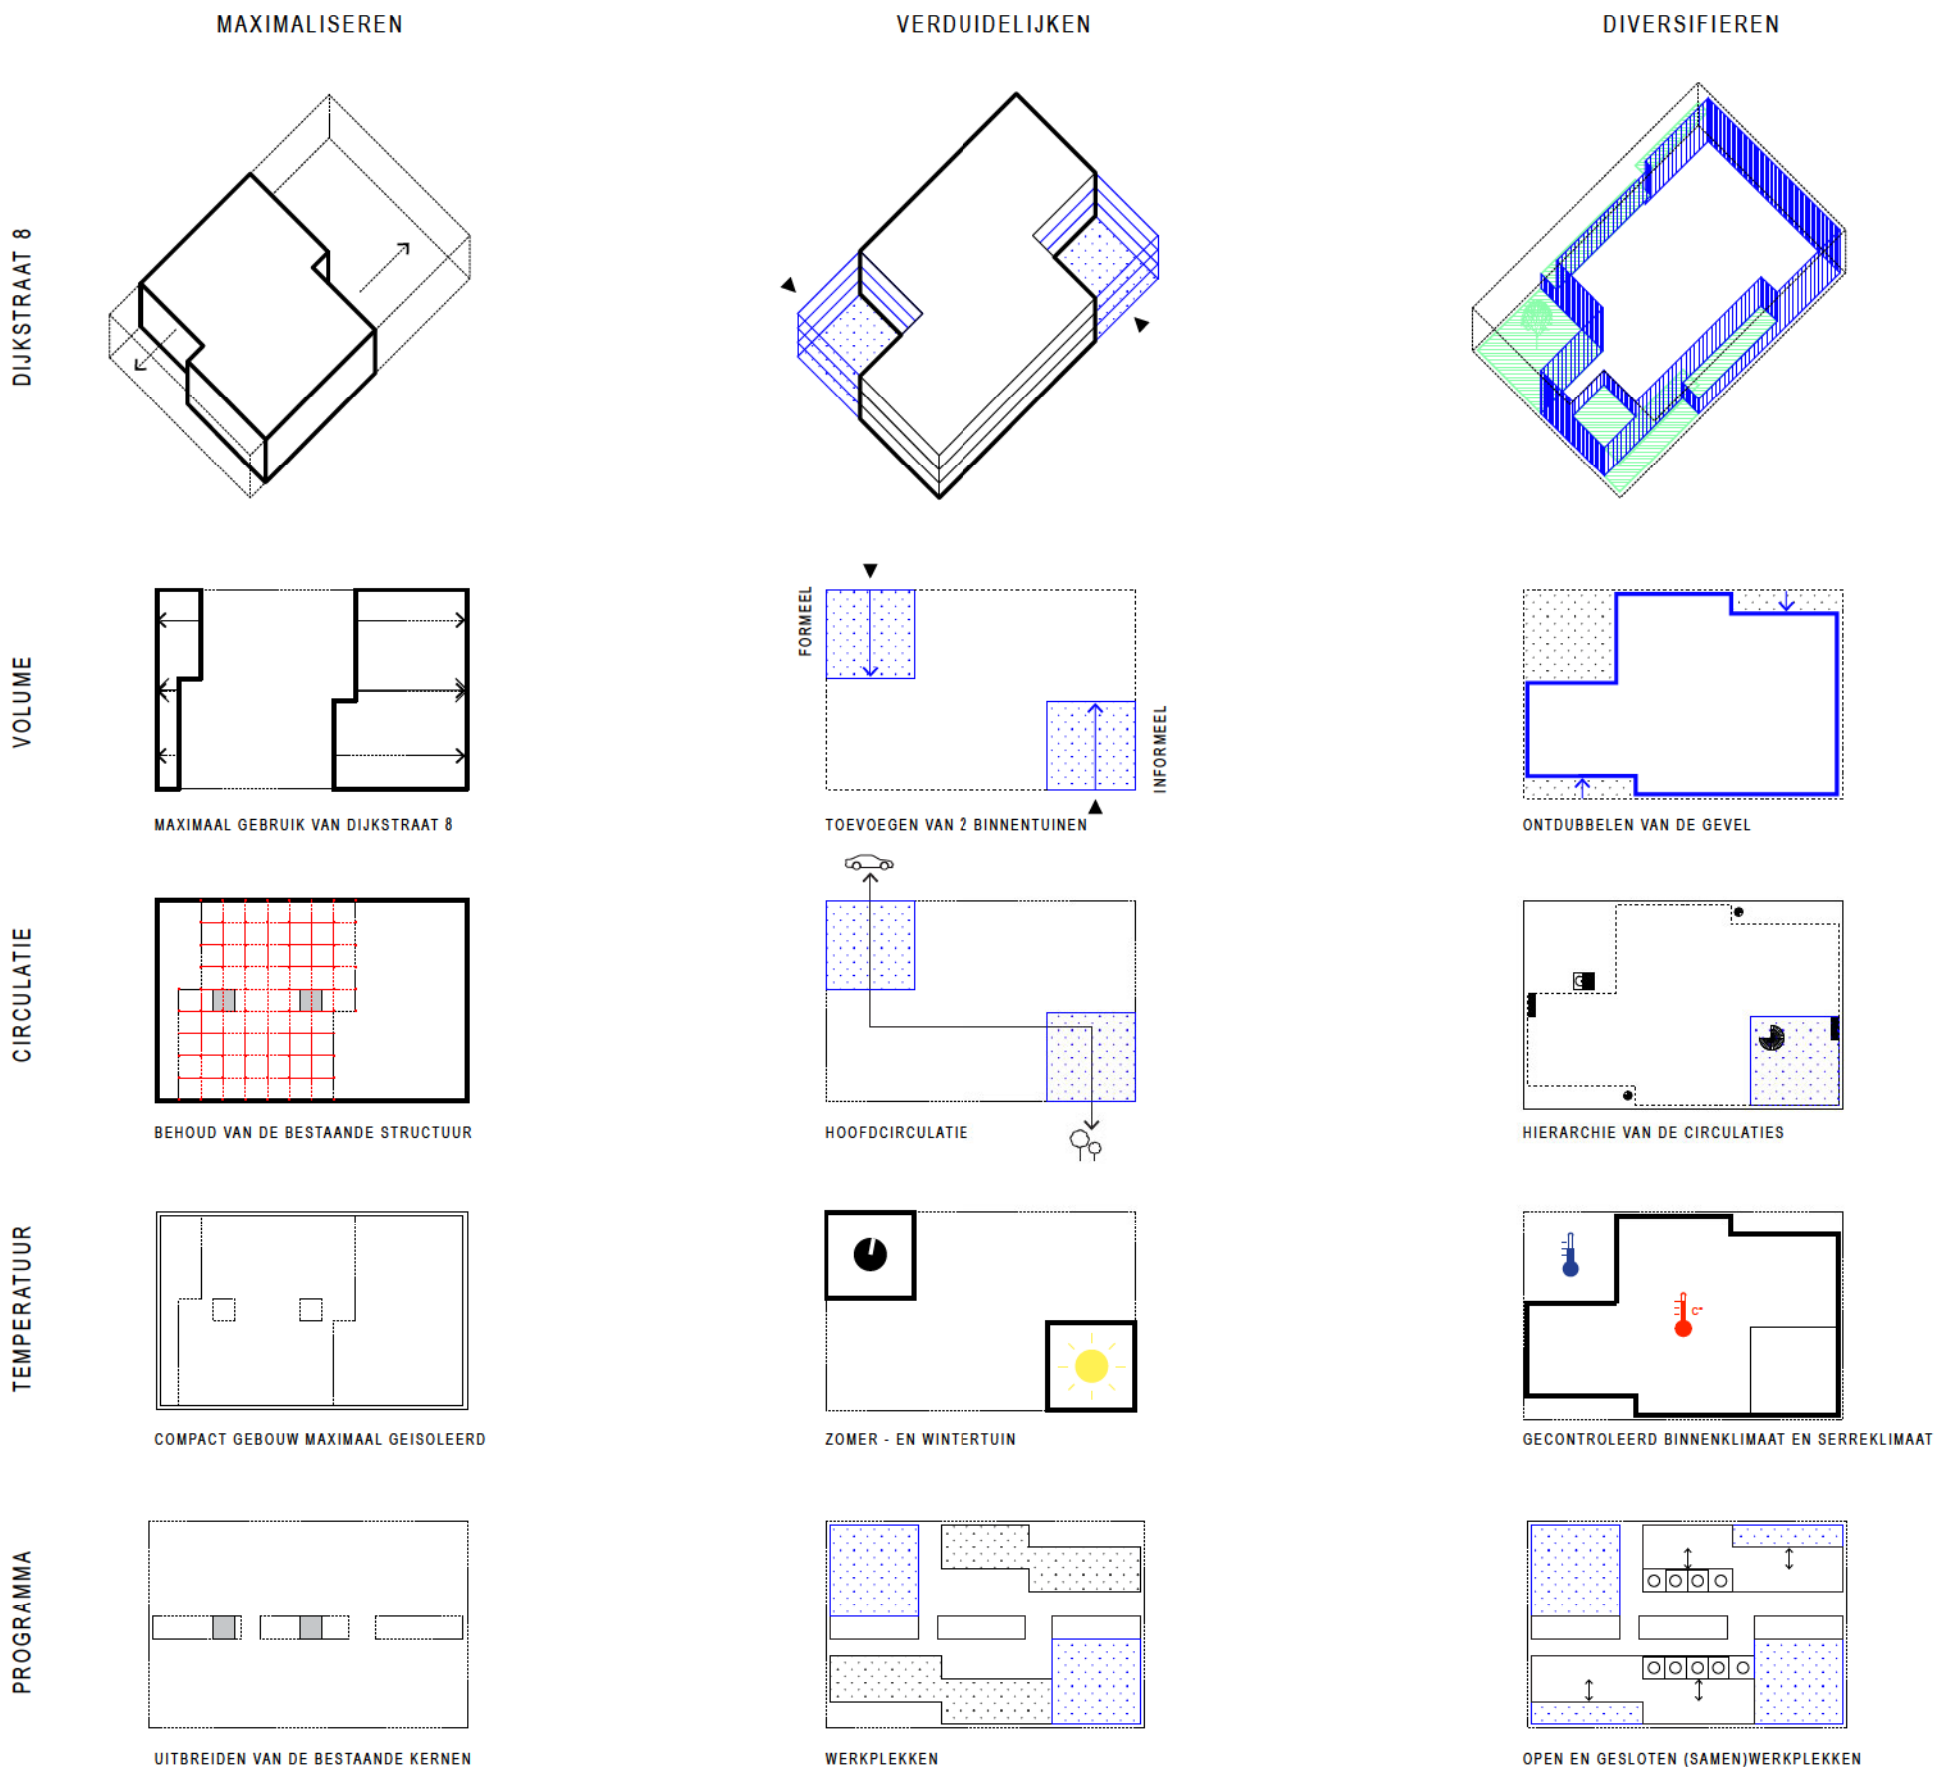 MAXIMALISEREN
VERDUIDELIJKEN
DIVERSIFIEREN
DIJKSTRAAT 8
VOLUME
FORMEEL
INFORMEEL
MAXIMAAL GEBRUIK VAN DIJKSTRAAT 8
TOEVOEGEN VAN 2 BINNENTUINEN
ONTDUBBELEN VAN DE GEVEL
CIRCULATIE
BEHOUD VAN DE BESTAANDE STRUCTUUR
HOOFDCIRCULATIE
HIERARCHIE VAN DE CIRCULATIES
TEMPERATUUR
C°
COMPACT GEBOUW MAXIMAAL GEISOLEERD
ZOMER - EN WINTERTUIN
GECONTROLEERD BINNENKLIMAAT EN SERREKLIMAAT
PROGRAMMA
UITBREIDEN VAN DE BESTAANDE KERNEN
WERKPLEKKEN
OPEN EN GESLOTEN (SAMEN)WERKPLEKKEN